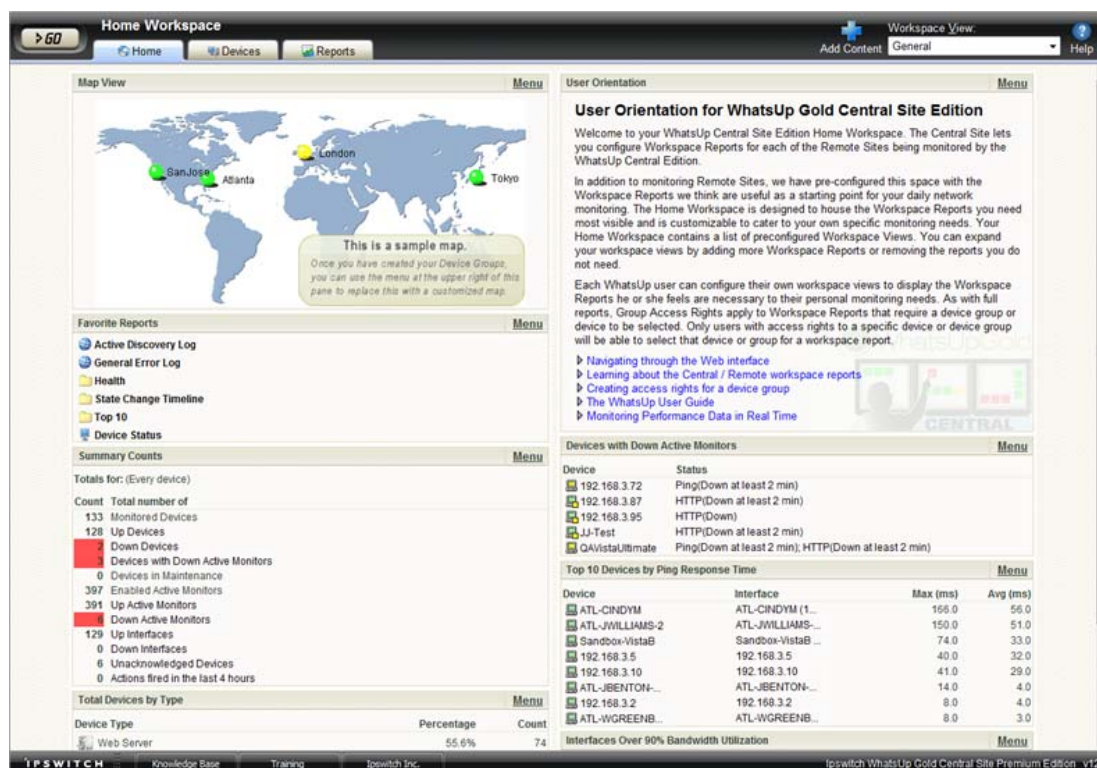 GO
Home Workspace
Home
Devices
Reports
Add Content
Workspace View:
General
Help
Map View
Menu
SanJose
Atlanta
London
Tokyo
This is a sample map.
Once you have created your Device Groups,
you can use the menu at the upper right of this
pane to replace this with a customized map.
Favorite Reports
Menu
Active Discovery Log
General Error Log
Health
State Change Timeline
Top 10
Device Status
Summary Counts
Menu
Totals for: (Every device)
Count Total number of
133 Monitored Devices
128 Up Devices
2 Down Devices
3 Devices with Down Active Monitors
0 Devices in Maintenance
397 Enabled Active Monitors
391 Up Active Monitors
6 Down Active Monitors
129 Up Interfaces
0 Down Interfaces
6 Unacknowledged Devices
0 Actions fired in the last 4 hours
Total Devices by Type
Menu
Device Type Percentage Count
Web Server 55.6% 74
User Orientation
Menu
User Orientation for WhatsUp Gold Central Site Edition
Welcome to your WhatsUp Central Site Edition Home Workspace. The Central Site lets
you configure Workspace Reports for each of the Remote Sites being monitored by the
WhatsUp Central Edition.
In addition to monitoring Remote Sites, we have pre-configured this space with the
Workspace Reports we think are useful as a starting point for your daily network
monitoring. The Home Workspace is designed to house the Workspace Reports you need
most visible and is customizable to cater to your own specific monitoring needs. Your
Home Workspace contains a list of preconfigured Workspace Views. You can expand
your workspace views by adding more Workspace Reports or removing the reports you do
not need.
Each WhatsUp user can configure their own workspace views to display the Workspace
Reports he or she feels are necessary to their personal monitoring needs. As with full
reports, Group Access Rights apply to Workspace Reports that require a device group or
device to be selected. Only users with access rights to a specific device or device group
will be able to select that device or group for a workspace report.
WhatsUpGold
Navigating through the Web interface
Learning about the Central / Remote workspace reports
Creating access rights for a device group
The WhatsUp User Guide
Monitoring Performance Data in Real Time
CENTRAL
Devices with Down Active Monitors
Menu
Device Status
192.168.3.72 Ping(Down at least 2 min)
192.168.3.87 HTTP(Down at least 2 min)
192.168.3.95 HTTP(Down)
JJ-Test HTTP(Down at least 2 min)
QAVistaUltimate Ping(Down at least 2 min); HTTP(Down at least 2 min)
Top 10 Devices by Ping Response Time
Menu
Device Interface Max (ms) Avg (ms)
ATL-CINDYM ATL-CINDYM (1... 166.0 56.0
ATL-JWILLIAMS-2 ATL-JWILLIAMS-... 150.0 51.0
Sandbox-VistaB Sandbox-VistaB ... 74.0 33.0
192.168.3.5 192.168.3.5 40.0 32.0
192.168.3.10 192.168.3.10 41.0 29.0
ATL-JBENTON-... ATL-JBENTON-... 14.0 4.0
192.168.3.2 192.168.3.2 8.0 4.0
ATL-WGREENB... ATL-WGREENB... 8.0 3.0
Interfaces Over 90% Bandwidth Utilization
Menu
IPSWITCH
Knowledge Base
Training
Ipswitch Inc.
Ipswitch WhatsUp Gold Central Site Premium Edition v12